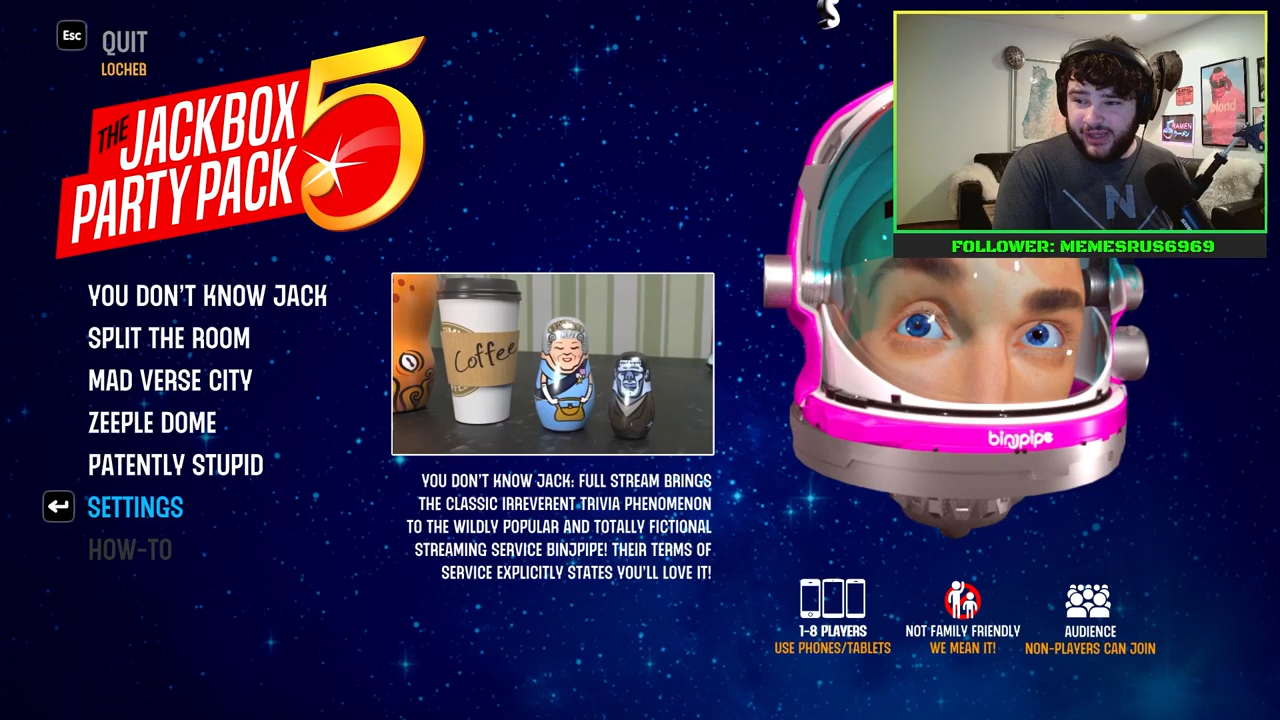 Esc
QUIT
LOCHEB
THE JACKBOX
PARTY PACK 5
YOU DON'T KNOW JACK
SPLIT THE ROOM
MAD VERSE CITY
ZEEPLE DOME
PATENTLY STUPID
SETTINGS
HOW-TO
Coffee
YOU DON'T KNOW JACK: FULL STREAM BRINGS
THE CLASSIC IRREVERENT TRIVIA PHENOMENON
TO THE WILDLY POPULAR AND TOTALLY FICTIONAL
STREAMING SERVICE BINJPIPE! THEIR TERMS OF
SERVICE EXPLICITLY STATES YOU'LL LOVE IT!
S
blond
RAMEN
N
FOLLOWER: MEMESRUS6969
binjpipe
1-8 PLAYERS
USE PHONES/TABLETS
NOT FAMILY FRIENDLY
WE MEAN IT!
AUDIENCE
NON-PLAYERS CAN JOIN